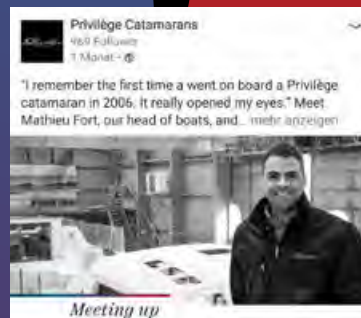 Privilège Catamarans
969 Follower
1 Monat
"I remember the first time a went on board a Privilège
catamaran in 2006. It really opened my eyes." Meet
Mathieu Fort, our head of boats, and... mehr anzeigen
Meeting up